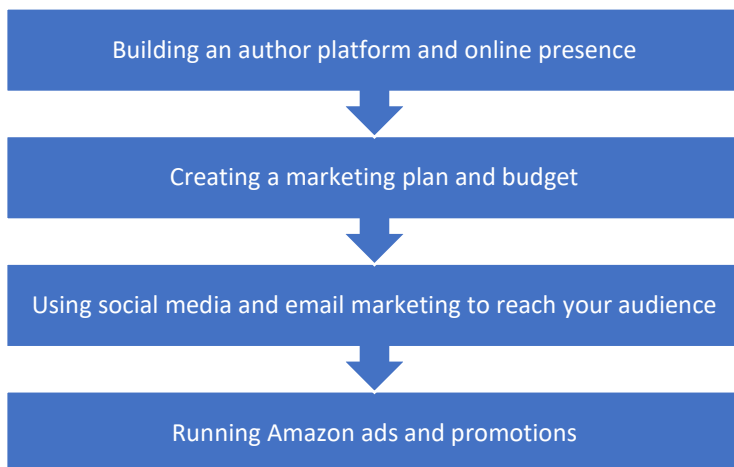 Building an author platform and online presence
Creating a marketing plan and budget
Using social media and email marketing to reach your audience
Running Amazon ads and promotions